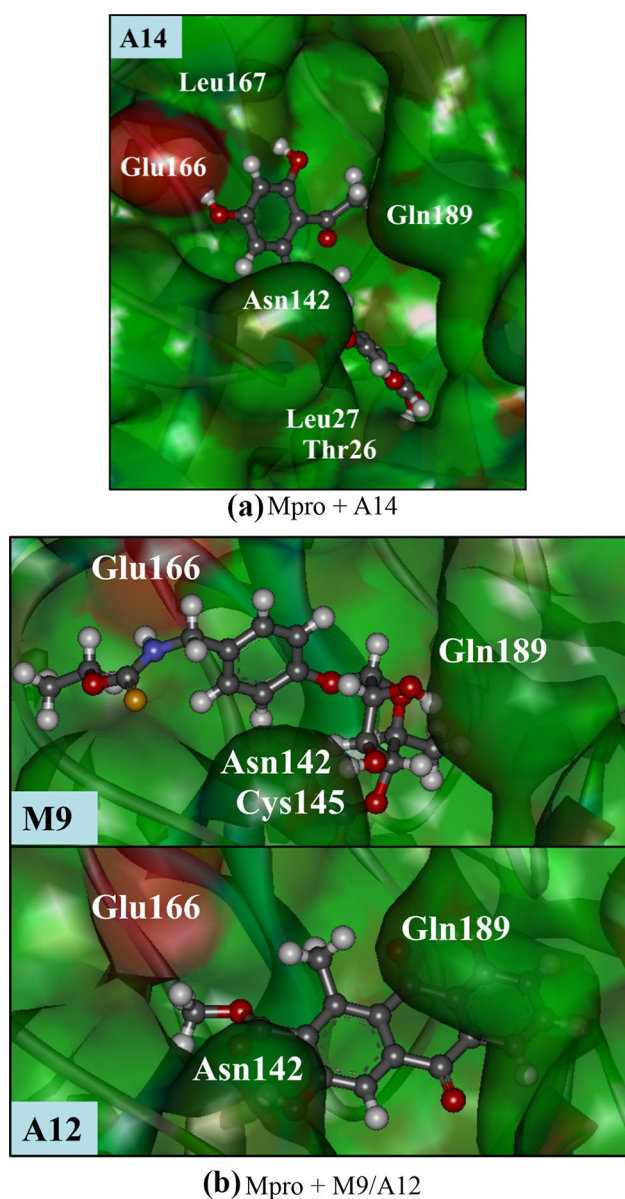 A14
Leu167
Glu166
Gln189
Asn142
Leu27
Thr26
(a) Mpro + A14
Glu166
Gln189
Asn142
Cys145
M9
Glu166
Gln189
Asn142
A12
(b) Mpro + M9/A12